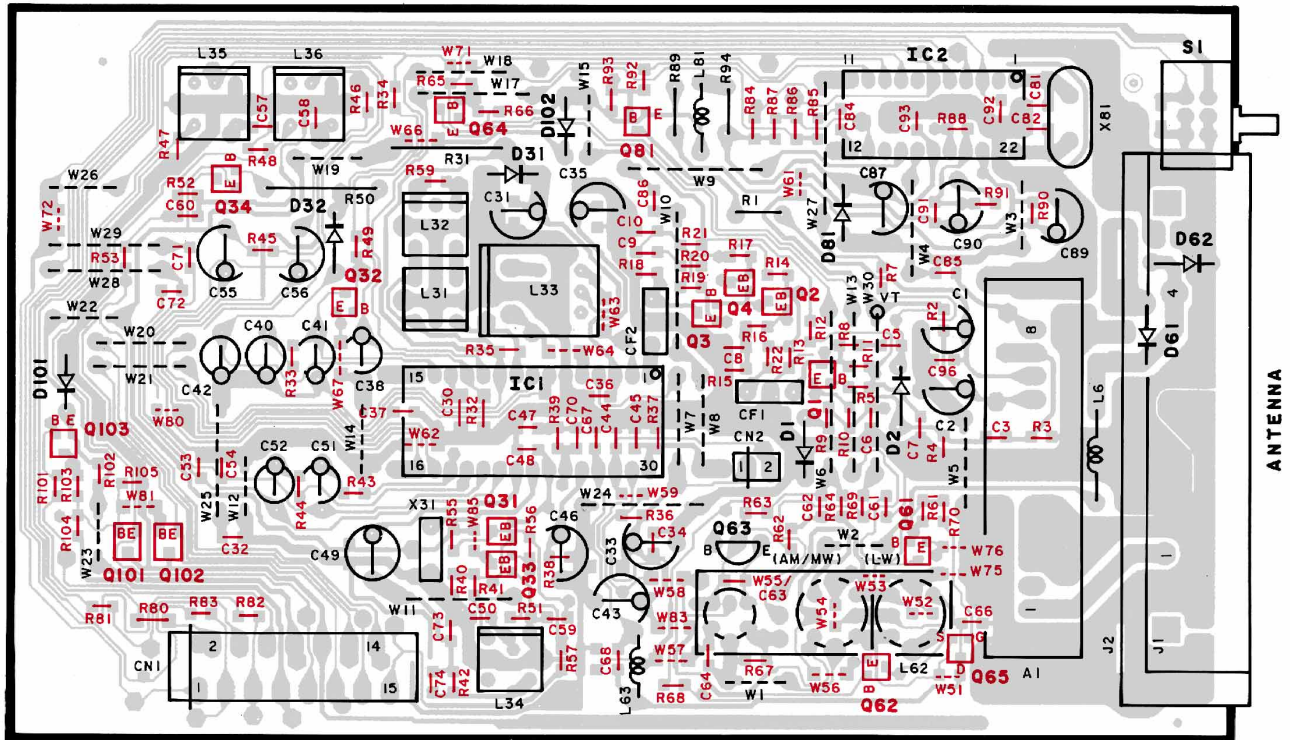 L35
L36
W71
W18
R65
W17
W15
R93
R92
R89
L81
R94
IC2
11
1
S1
C57
C58
R46
R34
B
E
R66
Q64
D102
B
E
Q81
R84
R87
R86
R85
C84
C93
R88
C92
C81
C82
X81
12
22
R47
R48
W66
R31
W19
D31
C35
W9
W61
C87
W26
R52
C60
B
E
Q34
D32
R50
R59
C31
C86
W10
R1
W27
D81
C91
R91
W3
R90
W72
W29
R53
W28
C71
C72
R45
C55
C56
R49
L32
C10
C9
R18
R21
R20
R19
R17
R14
W4
C90
C85
C89
D62
Q32
E
B
L31
L33
W63
CF2
EB
Q4
EB
Q2
R7
W13
W30
VT
R2
C1
4
W22
W20
W21
C42
C40
C41
R33
W67
C38
R35
W64
B
E
Q3
R16
C8
R22
R13
R12
R8
R11
C5
C96
8
D61
D101
15
IC1
1
C36
R15
CF1
E
B
Q1
R5
D2
C2
L6
B E
Q103
W80
C37
C30
R32
W62
C47
C48
R39
C70
C67
C44
C45
R37
W7
W8
CN2
1
2
D1
R9
R10
C6
W6
C7
R4
W5
C3
R3
16
30
ANTENNA
R101
R103
R102
R105
W81
C53
C54
W14
C52
C51
R44
R43
W25
W12
C32
R104
W23
BE
BE
Q101
Q102
C49
X31
R55
W85
Q31
EB
EB
Q33
R56
C46
W24
W59
R36
C34
C33
R63
C62
R64
R69
C61
Q61
R61
R70
Q63
B
E
R62
W2
(AM/MW)
(LW)
B
E
W76
W75
1
R40
R41
R38
W11
C50
R51
C59
C43
W58
W83
W55/
C63
W54
W53
W52
C66
R81
R80
R83
R82
CN1
2
14
1
15
C73
C74
R42
L34
R57
C68
L63
W57
R68
C64
R67
W1
W56
E
B
Q62
L62
S
G
D
W51
Q65
1
A1
J2
J1